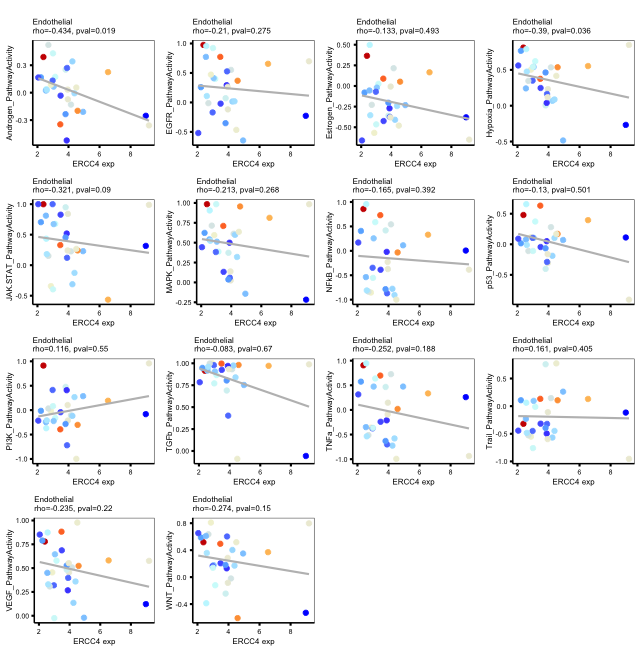 Endothelial
rho=-0.434, pval=0.019
Androgen_PathwayActivity
0.3
0.0
-0.3
2
4
6
8
ERCC4 exp
Endothelial
rho=-0.21, pval=0.275
EGFR_PathwayActivity
1.0
0.5
0.0
-0.5
2
4
6
8
ERCC4 exp
Endothelial
rho=-0.133, pval=0.493
Estrogen_PathwayActivity
0.50
0.25
0.00
-0.25
-0.50
2
4
6
8
ERCC4 exp
Endothelial
rho=-0.39, pval=0.036
Hypoxia_PathwayActivity
1.0
0.5
0.0
-0.5
2
4
6
8
ERCC4 exp
Endothelial
rho=-0.321, pval=0.09
JAK.STAT_PathwayActivity
1.0
0.5
0.0
-0.5
2
4
6
8
ERCC4 exp
Endothelial
rho=-0.213, pval=0.268
MAPK_PathwayActivity
1.00
0.75
0.50
0.25
0.00
-0.25
2
4
6
8
ERCC4 exp
Endothelial
rho=-0.165, pval=0.392
NFkB_PathwayActivity
1.0
0.5
0.0
-0.5
-1.0
2
4
6
8
ERCC4 exp
Endothelial
rho=-0.13, pval=0.501
p53_PathwayActivity
0.5
0.0
-0.5
2
4
6
8
ERCC4 exp
Endothelial
rho=0.116, pval=0.55
PI3K_PathwayActivity
1.0
0.5
0.0
-0.5
-1.0
2
4
6
8
ERCC4 exp
Endothelial
rho=-0.083, pval=0.67
TGFb_PathwayActivity
1.00
0.75
0.50
0.25
0.00
2
4
6
8
ERCC4 exp
Endothelial
rho=-0.252, pval=0.188
TNFa_PathwayActivity
1.0
0.5
0.0
-0.5
-1.0
2
4
6
8
ERCC4 exp
Endothelial
rho=0.161, pval=0.405
Trail_PathwayActivity
1.0
0.5
0.0
-0.5
-1.0
2
4
6
8
ERCC4 exp
Endothelial
rho=-0.235, pval=0.22
VEGF_PathwayActivity
1.00
0.75
0.50
0.25
0.00
2
4
6
8
ERCC4 exp
Endothelial
rho=-0.274, pval=0.15
WNT_PathwayActivity
0.8
0.4
0.0
-0.4
2
4
6
8
ERCC4 exp